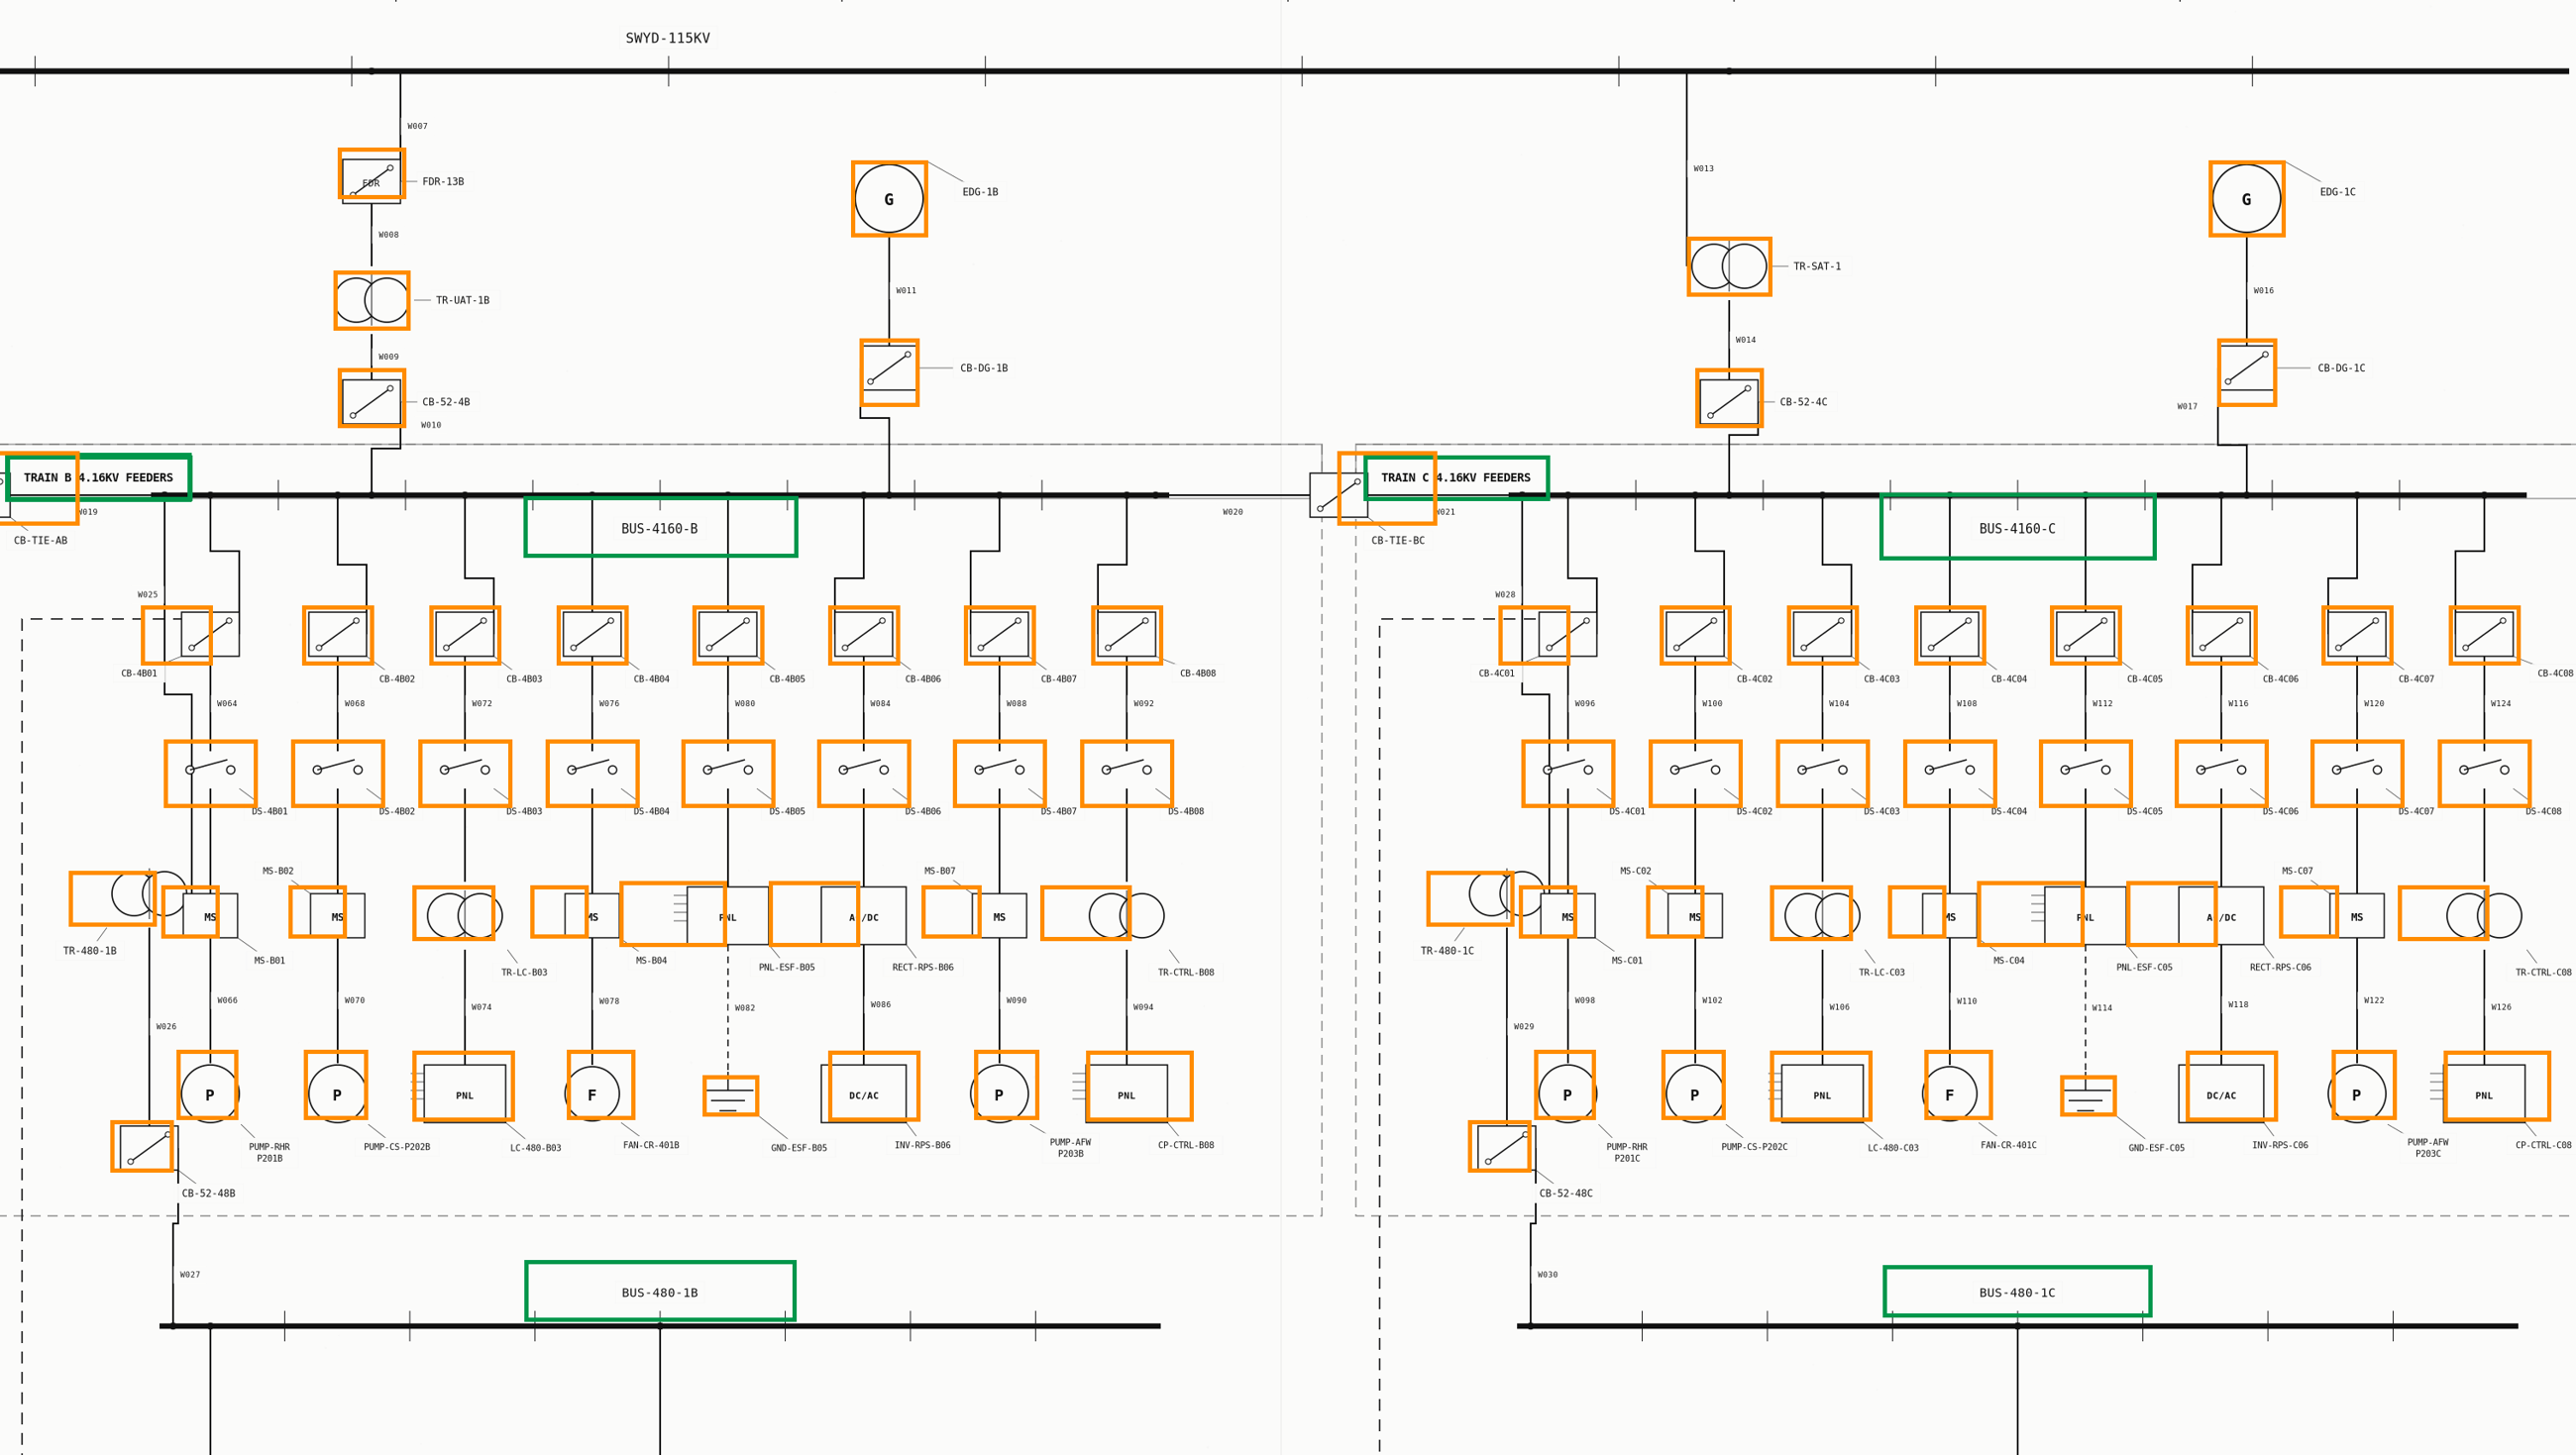 SWYD-115KV
W007
W013
FDR
FDR-13B
G
EDG-1B
G
EDG-1C
W008
TR-SAT-1
TR-UAT-1B
W011
W016
W009
W014
CB-DG-1B
CB-DG-1C
CB-52-4B
CB-52-4C
W017
W010
TRAIN B 4.16KV FEEDERS
TRAIN C 4.16KV FEEDERS
W019
W020
W021
BUS-4160-B
BUS-4160-C
CB-TIE-AB
CB-TIE-BC
W025
W028
CB-4B01
CB-4B02
CB-4B03
CB-4B04
CB-4B05
CB-4B06
CB-4B07
CB-4B08
CB-4C01
CB-4C02
CB-4C03
CB-4C04
CB-4C05
CB-4C06
CB-4C07
CB-4C08
W064
W068
W072
W076
W080
W084
W088
W092
W096
W100
W104
W108
W112
W116
W120
W124
DS-4B01
DS-4B02
DS-4B03
DS-4B04
DS-4B05
DS-4B06
DS-4B07
DS-4B08
DS-4C01
DS-4C02
DS-4C03
DS-4C04
DS-4C05
DS-4C06
DS-4C07
DS-4C08
MS-B02
MS-B07
MS-C02
MS-C07
MS
MS
MS
PNL
AC/DC
MS
MS
MS
MS
PNL
AC/DC
MS
TR-480-1B
MS-B01
TR-LC-B03
MS-B04
PNL-ESF-B05
RECT-RPS-B06
TR-CTRL-B08
TR-480-1C
MS-C01
TR-LC-C03
MS-C04
PNL-ESF-C05
RECT-RPS-C06
TR-CTRL-C08
W026
W066
W070
W074
W078
W082
W086
W090
W094
W029
W098
W102
W106
W110
W114
W118
W122
W126
P
P
PNL
F
DC/AC
P
PNL
P
P
PNL
F
DC/AC
P
PNL
PUMP-RHR
P201B
PUMP-CS-P202B
LC-480-B03
FAN-CR-401B
GND-ESF-B05
INV-RPS-B06
PUMP-AFW
P203B
CP-CTRL-B08
PUMP-RHR
P201C
PUMP-CS-P202C
LC-480-C03
FAN-CR-401C
GND-ESF-C05
INV-RPS-C06
PUMP-AFW
P203C
CP-CTRL-C08
CB-52-48B
CB-52-48C
W027
W030
BUS-480-1B
BUS-480-1C